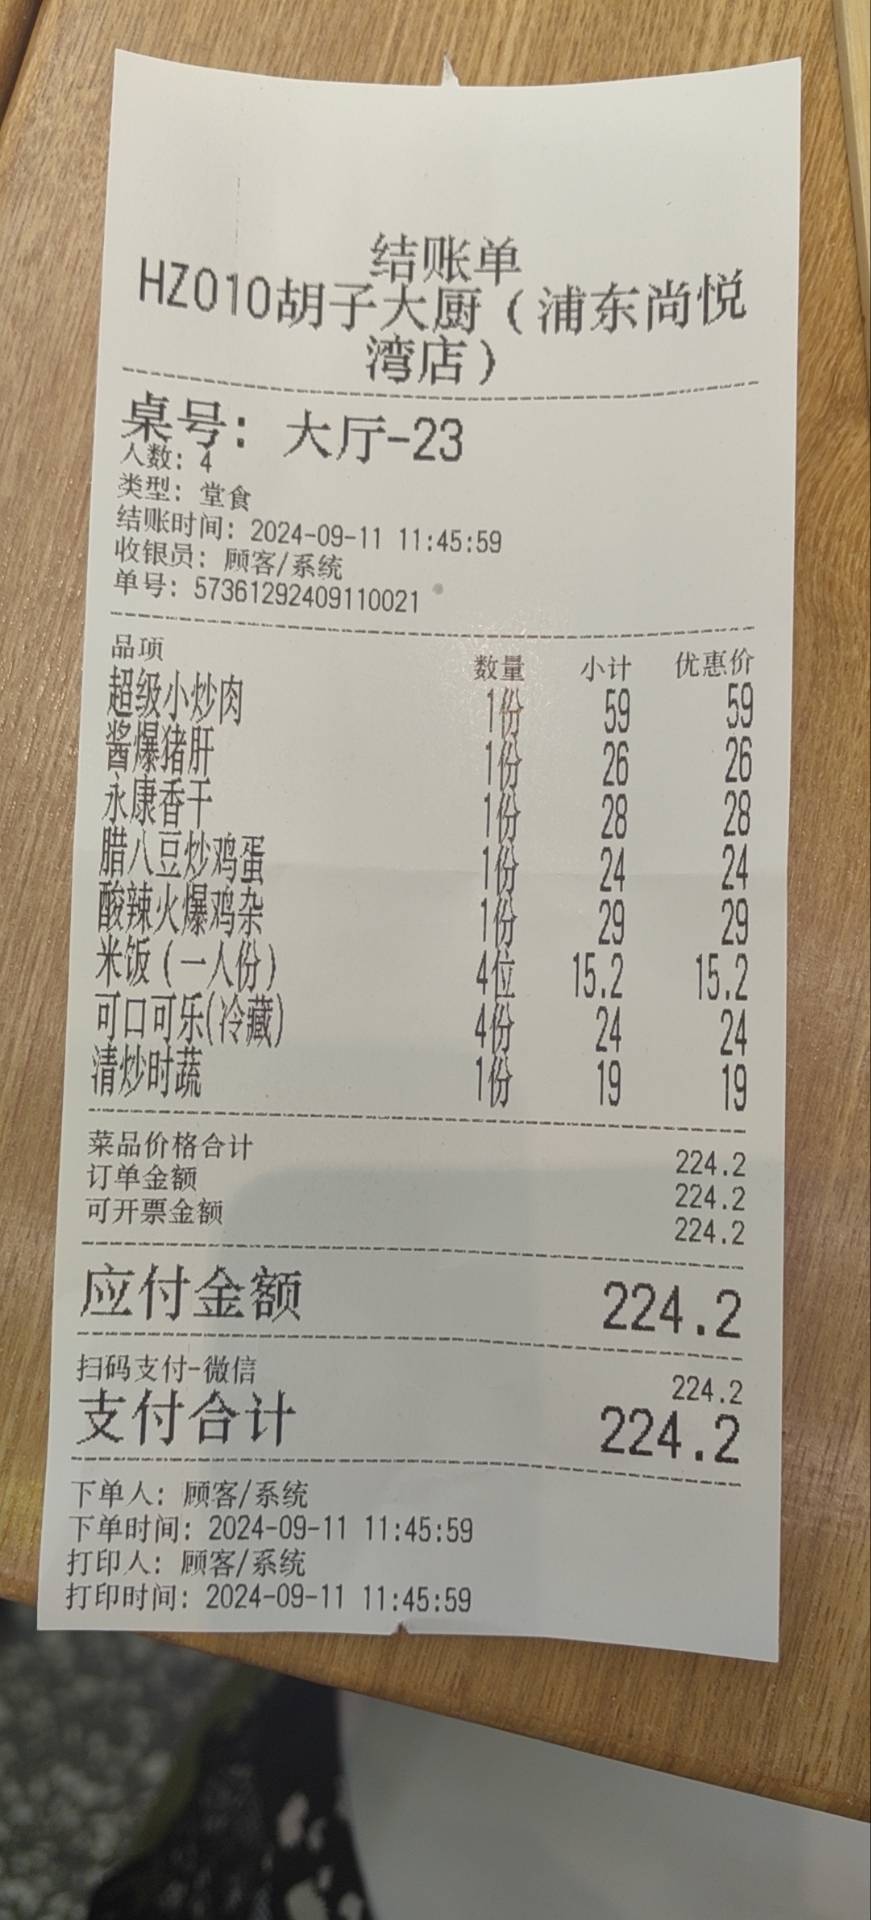 结账单
HZ010胡子大厨（浦东尚悦
湾店）
桌号：大厅-23
人数：4
类型：堂食
结账时间：2024-09-11 11:45:59
收银员：顾客/系统
单号：57361292409110021
品项 数量 小计 优惠价
超级小炒肉 1份 59 59
酱爆猪肝 1份 26 26
永康香干 1份 28 28
腊八豆炒鸡蛋 1份 24 24
酸辣火爆鸡杂 1份 29 29
米饭（一人份） 4位 15.2 15.2
可口可乐(冷藏) 4份 24 24
清炒时蔬 1份 19 19
菜品价格合计 224.2
订单金额 224.2
可开票金额 224.2
应付金额 224.2
扫码支付-微信 224.2
支付合计 224.2
下单人：顾客/系统
下单时间：2024-09-11 11:45:59
打印人：顾客/系统
打印时间：2024-09-11 11:45:59